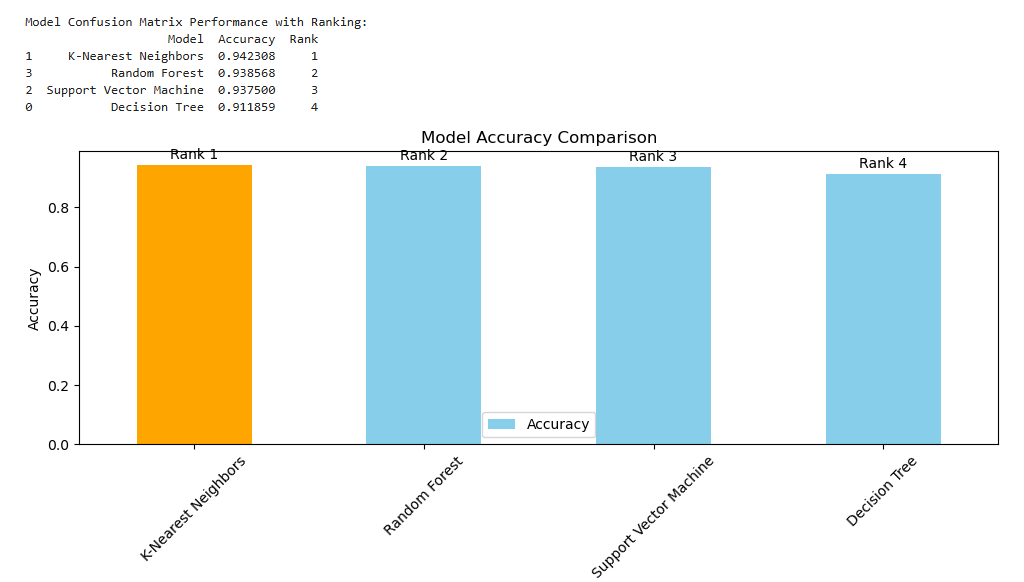 Model Confusion Matrix Performance with Ranking:
Model Accuracy Rank
1 K-Nearest Neighbors 0.942308 1
3 Random Forest 0.938568 2
2 Support Vector Machine 0.937500 3
0 Decision Tree 0.911859 4
Model Accuracy Comparison
Rank 1
Rank 2
Rank 3
Rank 4
Accuracy
0.8
0.6
0.4
0.2
0.0
Accuracy
K-Nearest Neighbors
Random Forest
Support Vector Machine
Decision Tree